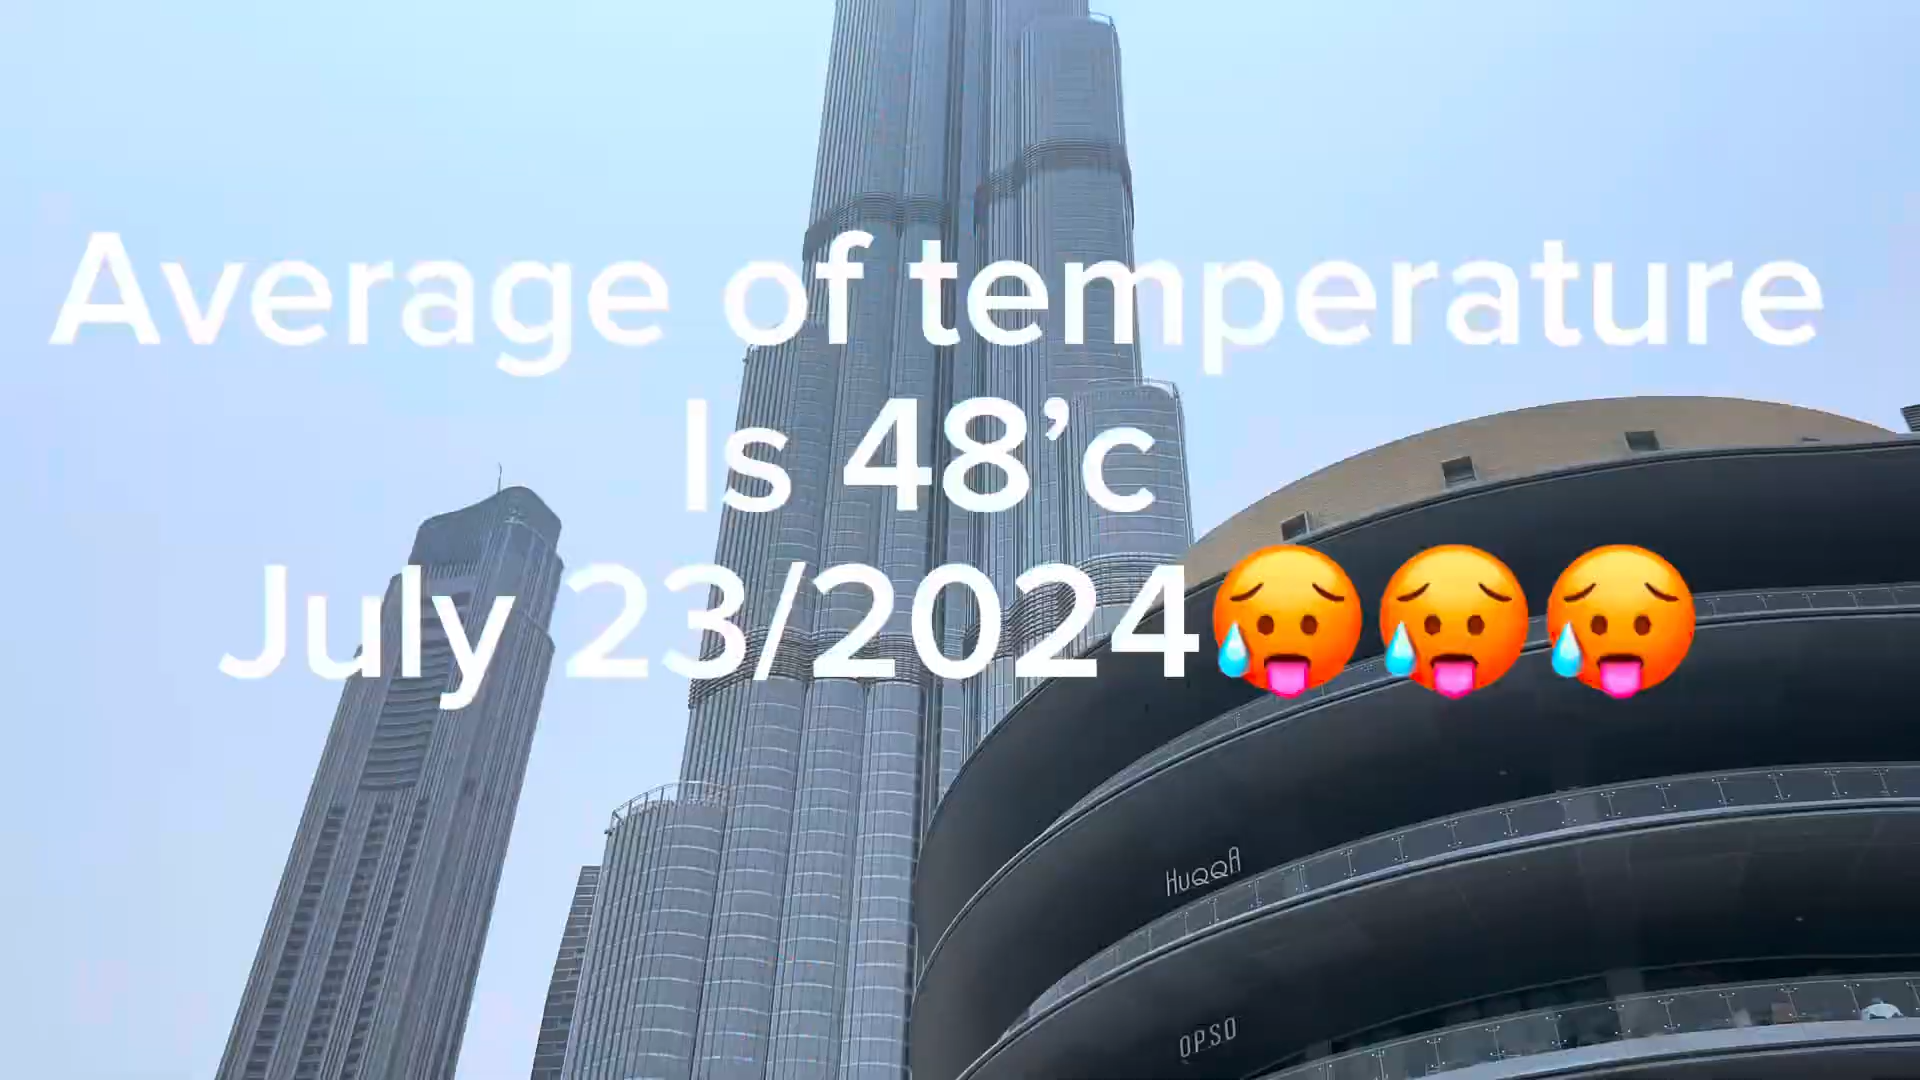 Average of temperature
Is 48’c
July 23/2024🥵🥵🥵
HuQQA
OPSO